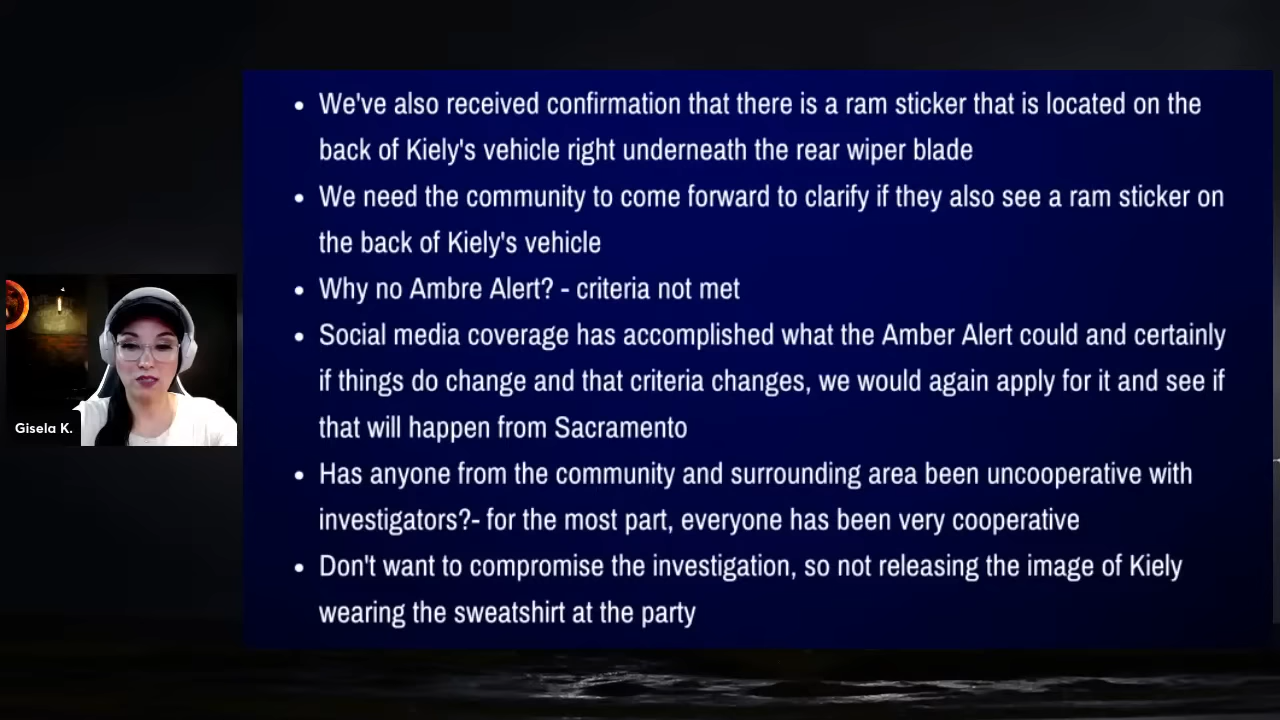 • We've also received confirmation that there is a ram sticker that is located on the
back of Kiely's vehicle right underneath the rear wiper blade
• We need the community to come forward to clarify if they also see a ram sticker on
the back of Kiely's vehicle
• Why no Ambre Alert? - criteria not met
• Social media coverage has accomplished what the Amber Alert could and certainly
if things do change and that criteria changes, we would again apply for it and see if
that will happen from Sacramento
• Has anyone from the community and surrounding area been uncooperative with
investigators?- for the most part, everyone has been very cooperative
• Don't want to compromise the investigation, so not releasing the image of Kiely
wearing the sweatshirt at the party
Gisela K.